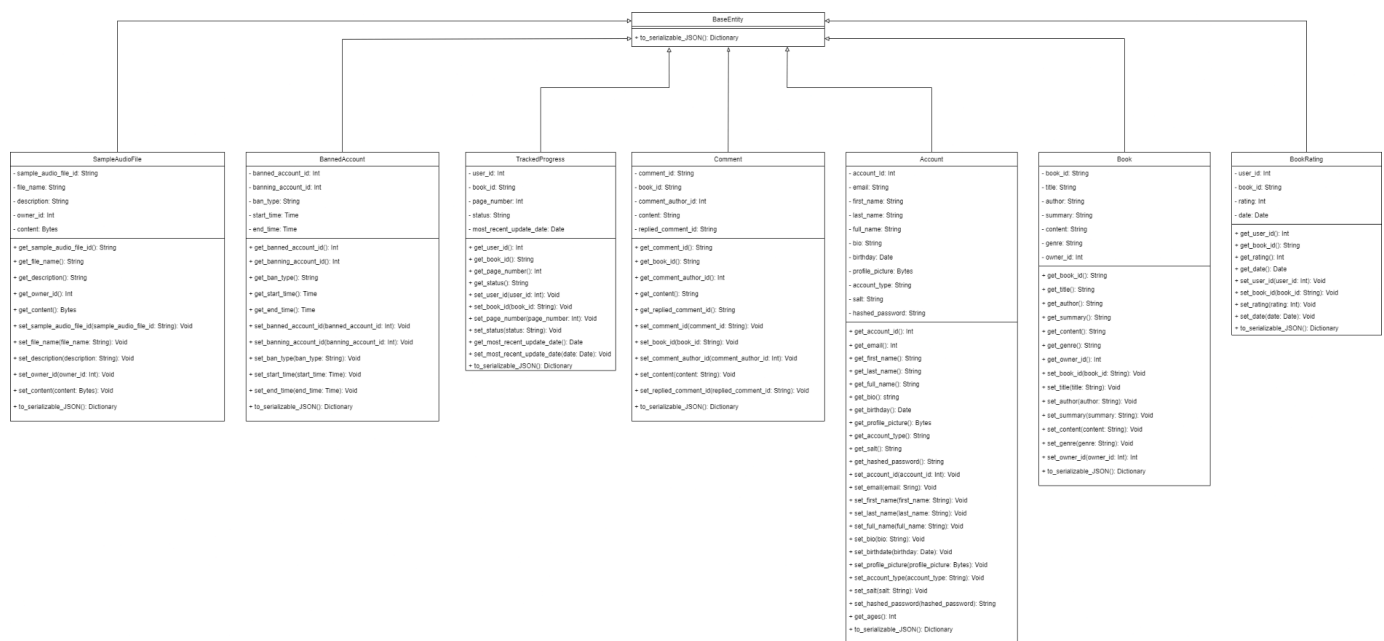 BaseEntity
+ to_serializable_JSON(): Dictionary
SampleAudioFile
- sample_audio_file_id: String
- file_name: String
- description: String
- owner_id: Int
- content: Bytes
+ get_sample_audio_file_id(): String
+ get_file_name(): String
+ get_description(): String
+ get_owner_id(): Int
+ get_content(): Bytes
+ set_sample_audio_file_id(sample_audio_file_id: String): Void
+ set_file_name(file_name: String): Void
+ set_description(description: String): Void
+ set_owner_id(owner_id: Int): Void
+ set_content(content: Bytes): Void
+ to_serializable_JSON(): Dictionary
BannedAccount
- banned_account_id: Int
- banning_account_id: Int
- ban_type: String
- start_time: Time
- end_time: Time
+ get_banned_account_id(): Int
+ get_banning_account_id(): Int
+ get_ban_type(): String
+ get_start_time(): Time
+ get_end_time(): Time
+ set_banned_account_id(banned_account_id: Int): Void
+ set_banning_account_id(banning_account_id: Int): Void
+ set_ban_type(ban_type: String): Void
+ set_start_time(start_time: Time): Void
+ set_end_time(end_time: Time): Void
+ to_serializable_JSON(): Dictionary
TrackedProgress
- user_id: Int
- book_id: String
- page_number: Int
- status: String
- most_recent_update_date: Date
+ get_user_id(): Int
+ get_book_id(): String
+ get_page_number(): Int
+ get_status(): String
+ set_user_id(user_id: Int): Void
+ set_book_id(book_id: String): Void
+ set_page_number(page_number: Int): Void
+ set_status(status: String): Void
+ get_most_recent_update_date(): Date
+ set_most_recent_update_date(date: Date): Void
+ to_serializable_JSON(): Dictionary
Comment
- comment_id: String
- book_id: String
- comment_author_id: Int
- content: String
- replied_comment_id: String
+ get_comment_id(): String
+ get_book_id(): String
+ get_comment_author_id(): Int
+ get_content(): String
+ get_replied_comment_id(): String
+ set_comment_id(comment_id: String): Void
+ set_book_id(book_id: String): Void
+ set_comment_author_id(comment_author_id: Int): Void
+ set_content(content: String): Void
+ set_replied_comment_id(replied_comment_id: String): Void
+ to_serializable_JSON(): Dictionary
Account
- account_id: Int
- email: String
- first_name: String
- last_name: String
- full_name: String
- bio: String
- birthday: Date
- profile_picture: Bytes
- account_type: String
- salt: String
- hashed_password: String
+ get_account_id(): Int
+ get_email(): Int
+ get_first_name(): String
+ get_last_name(): String
+ get_full_name(): String
+ get_bio(): string
+ get_birthday(): Date
+ get_profile_picture(): Bytes
+ get_account_type(): String
+ get_salt(): String
+ get_hashed_password(): String
+ set_account_id(account_id: Int): Void
+ set_email(email: Sring): Void
+ set_first_name(first_name: String): Void
+ set_last_name(last_name: String): Void
+ set_full_name(full_name: String): Void
+ set_bio(bio: String): Void
+ set_birthdate(birthday: Date): Void
+ set_profile_picture(profile_picture: Bytes): Void
+ set_account_type(account_type: String): Void
+ set_salt(salt: String): Void
+ set_hashed_password(hashed_password): String
+ get_ages(): Int
+ to_serializable_JSON(): Dictionary
Book
- book_id: String
- title: String
- author: String
- summary: String
- content: String
- genre: String
- owner_id: Int
+ get_book_id(): String
+ get_title(): String
+ get_author(): String
+ get_summary(): String
+ get_content(): String
+ get_genre(): String
+ get_owner_id(): Int
+ set_book_id(book_id: String): Void
+ set_title(title: String): Void
+ set_author(author: String): Void
+ set_summary(summary: String): Void
+ set_content(content: String): Void
+ set_genre(genre: String): Void
+ set_owner_id(owner_id: Int): Int
+ to_serializable_JSON(): Dictionary
BookRating
- user_id: Int
- book_id: String
- rating: Int
- date: Date
+ get_user_id(): Int
+ get_book_id(): String
+ get_rating(): Int
+ get_date(): Date
+ set_user_id(user_id: Int): Void
+ set_book_id(book_id: String): Void
+ set_rating(rating: Int): Void
+ set_date(date: Date): Void
+ to_serializable_JSON(): Dictionary